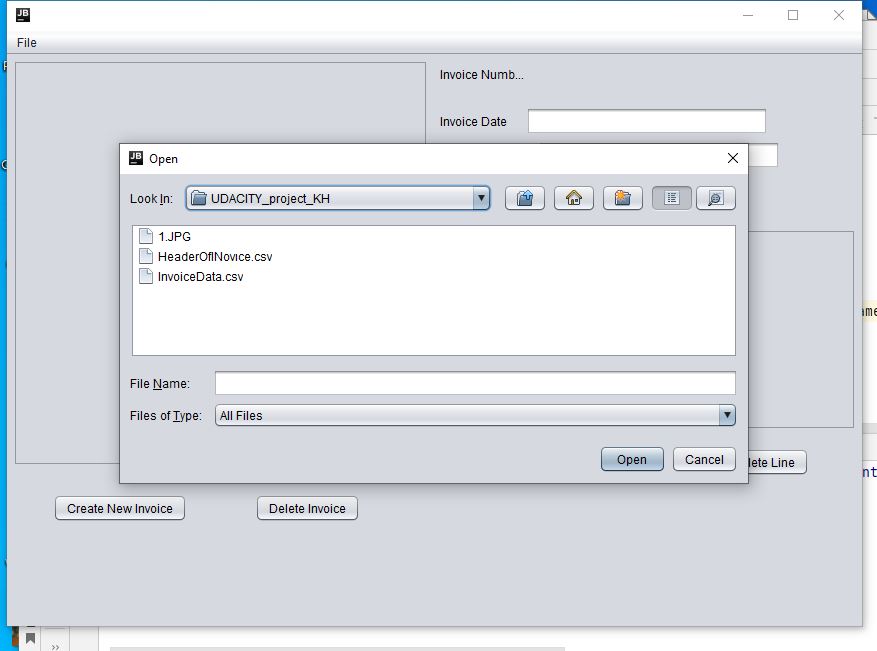 JB
File
Invoice Numb...
Invoice Date
JB Open
Look In: UDACITY_project_KH
1.JPG
HeaderOfINovice.csv
InvoiceData.csv
File Name:
Files of Type: All Files
Open Cancel
lete Line
Create New Invoice Delete Invoice
ame
nt